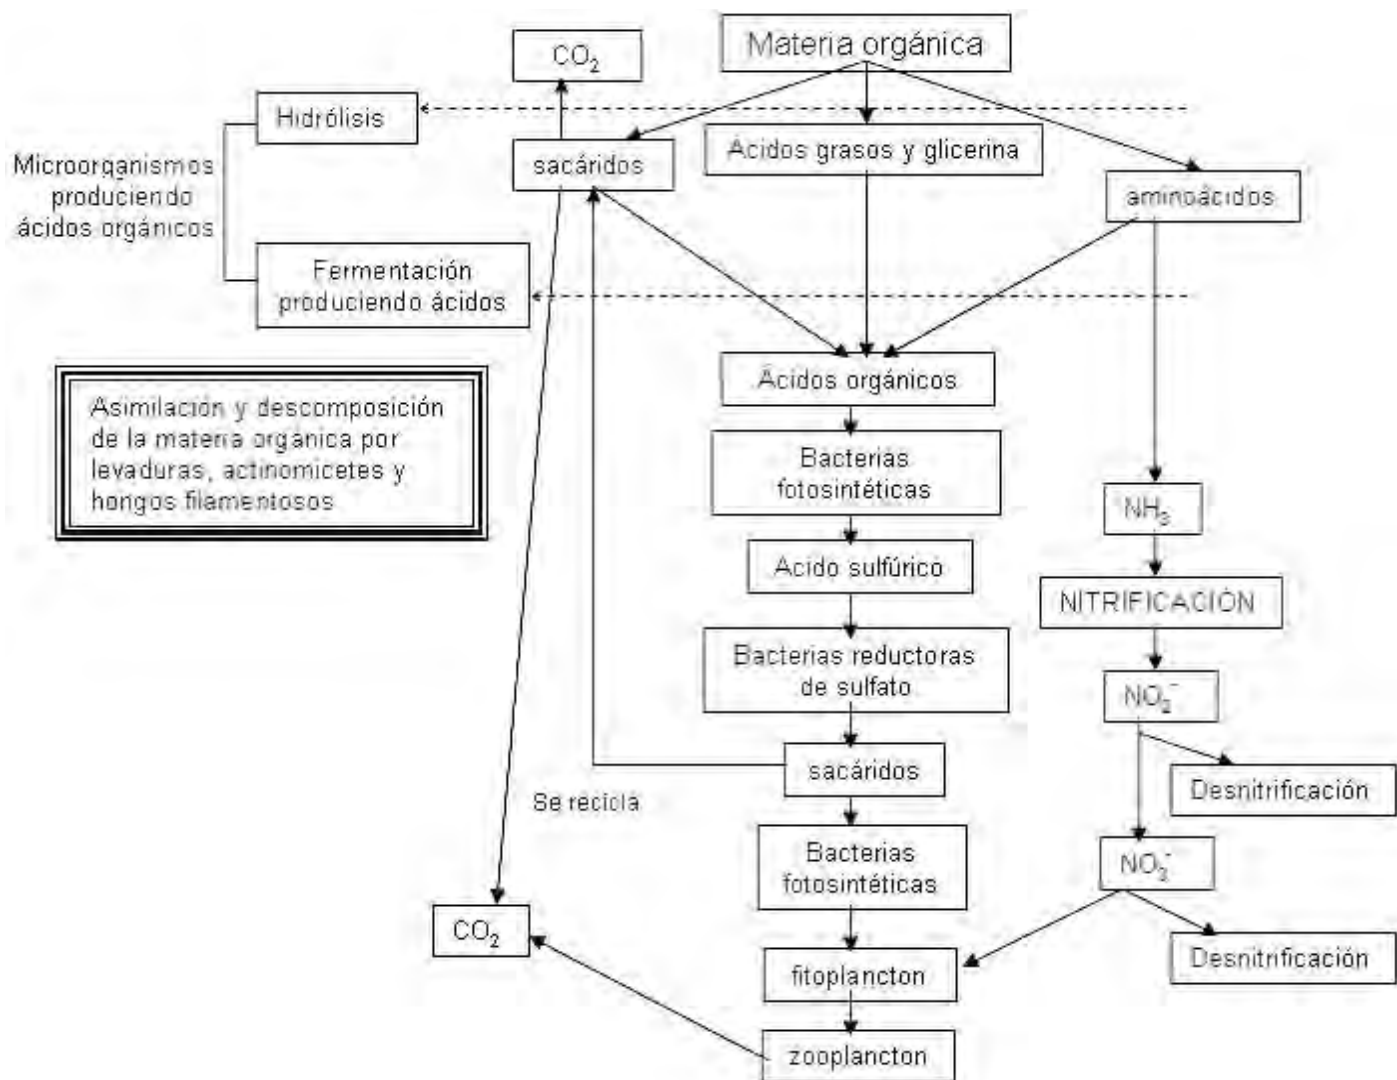 CO₂
Materia orgánica
Hidrólisis
Microorganismos
produciendo
ácidos orgánicos
sacáridos
Ácidos grasos y glicerina
aminoácidos
Fermentación
produciendo ácidos
Ácidos orgánicos
Asimilación y descomposición
de la materia orgánica por
levaduras, actinomicetes y
hongos filamentosos
Bacterias
fotosintéticas
NH₃
Acido sulfúrico
NITRIFICACIÓN
Bacterias reductoras
de sulfato
NO₂⁻
sacáridos
Desnitrificación
Se recicla
Bacterias
fotosintéticas
CO₂
fitoplancton
Desnitrificación
zooplancton